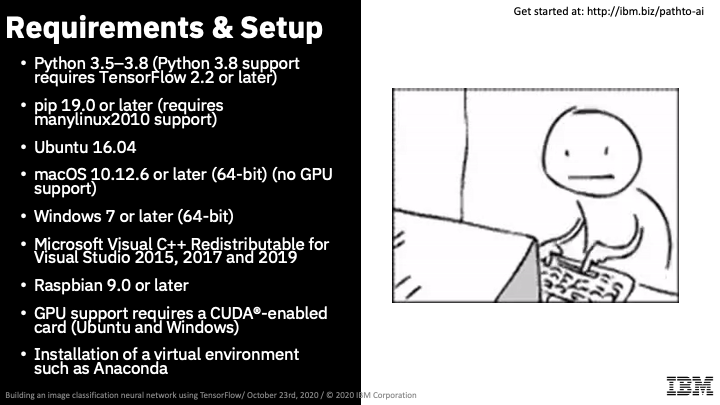 Requirements & Setup
Get started at: http://ibm.biz/pathto-ai
• Python 3.5–3.8 (Python 3.8 support
requires TensorFlow 2.2 or later)
• pip 19.0 or later (requires
manylinux2010 support)
• Ubuntu 16.04
• macOS 10.12.6 or later (64-bit) (no GPU
support)
• Windows 7 or later (64-bit)
• Microsoft Visual C++ Redistributable for
Visual Studio 2015, 2017 and 2019
• Raspbian 9.0 or later
• GPU support requires a CUDA®-enabled
card (Ubuntu and Windows)
• Installation of a virtual environment
such as Anaconda
Building an image classification neural network using TensorFlow/ October 23rd, 2020 / © 2020 IBM Corporation
IBM